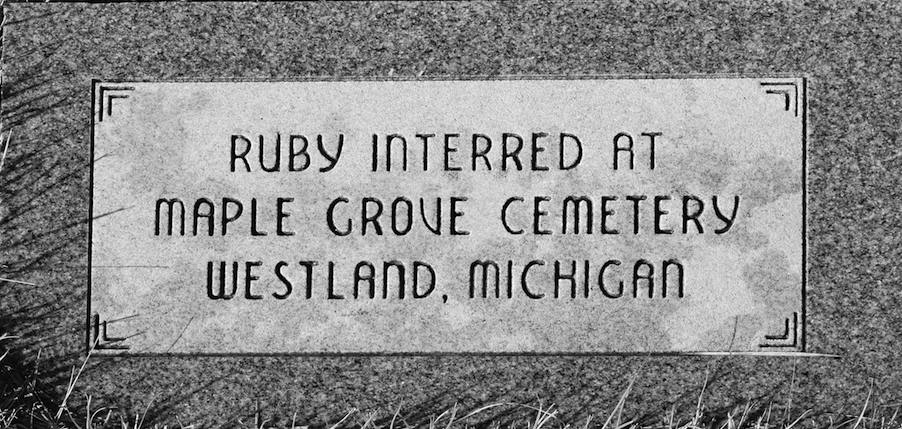 RUBY INTERRED AT
MAPLE GROVE CEMETERY
WESTLAND, MICHIGAN